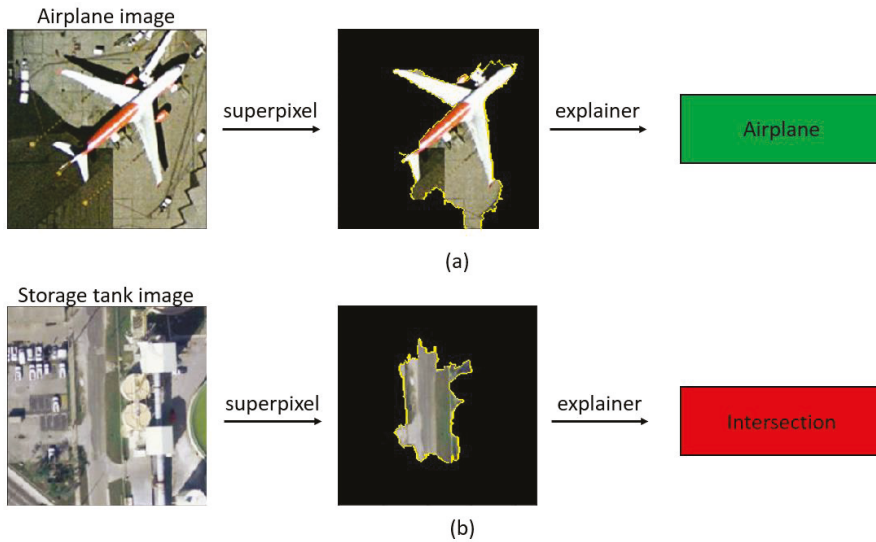 Airplane image
superpixel
explainer
Airplane
(a)
Storage tank image
superpixel
explainer
Intersection
(b)